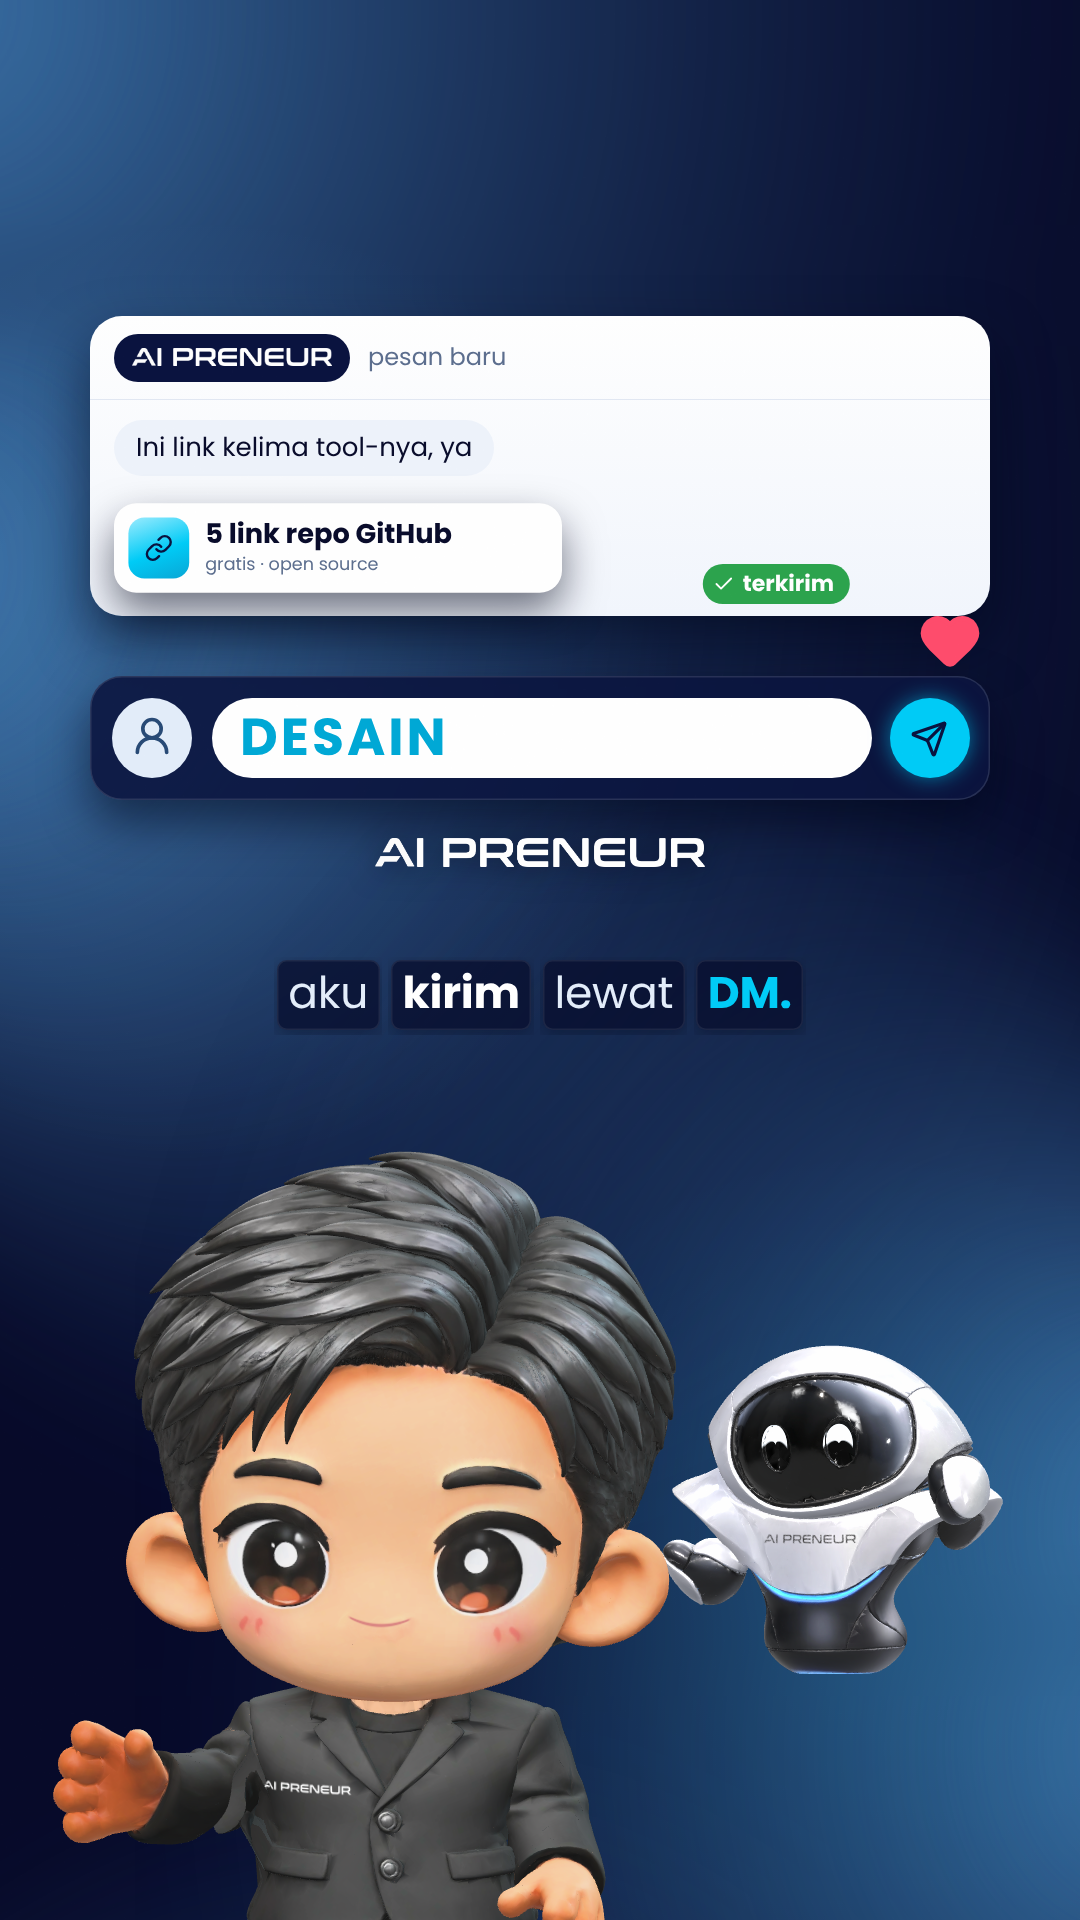 AI PRENEUR pesan baru
Ini link kelima tool-nya, ya
5 link repo GitHub
gratis · open source
terkirim
DESAIN
AI PRENEUR
aku kirim lewat DM.
AI PRENEUR
AI PRENEUR